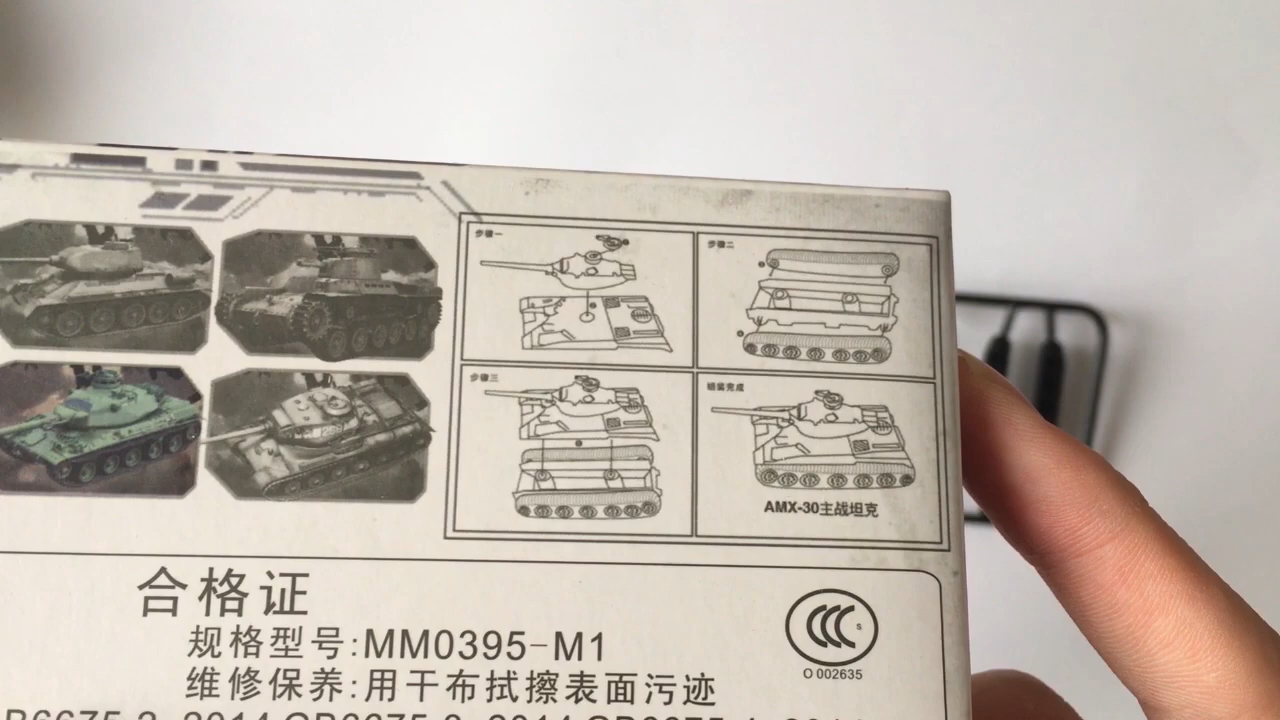 步骤一
步骤二
步骤三
组装完成
AMX-30主战坦克
合格证
规格型号:MM0395-M1
维修保养:用干布拭擦表面污迹
CCC
S
O 002635